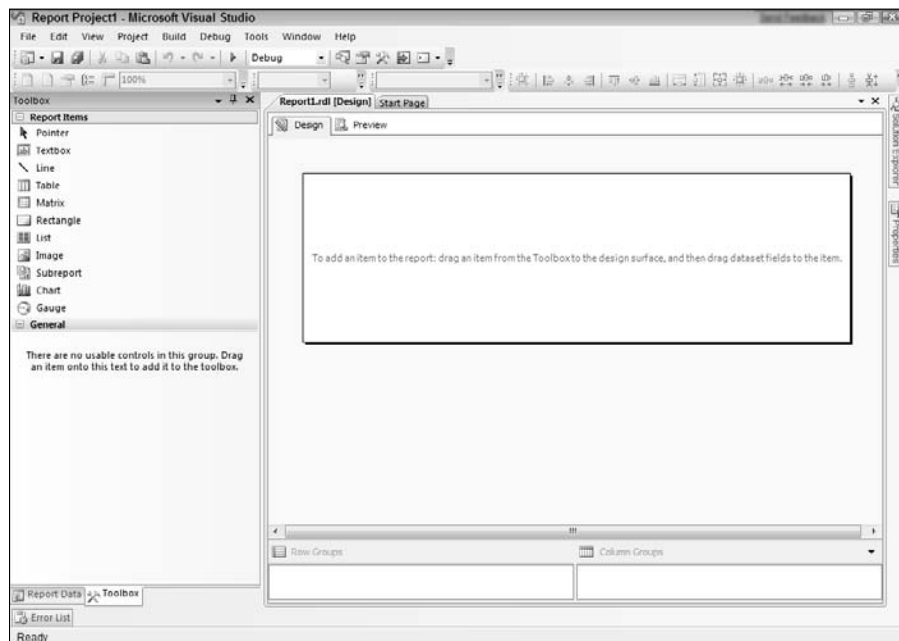 Report Project1 - Microsoft Visual Studio
File Edit View Project Build Debug Tools Window Help
Debug
100%
Toolbox
Report Items
Pointer
Textbox
Line
Table
Matrix
Rectangle
List
Image
Subreport
Chart
Gauge
General
There are no usable controls in this group. Drag
an item onto this text to add it to the toolbox.
Report Data Toolbox
Error List
Ready
Report1.rdl [Design] Start Page
Design Preview
To add an item to the report: drag an item from the Toolbox to the design surface, and then drag dataset fields to the item.
Row Groups Column Groups
Solution Explorer
Properties